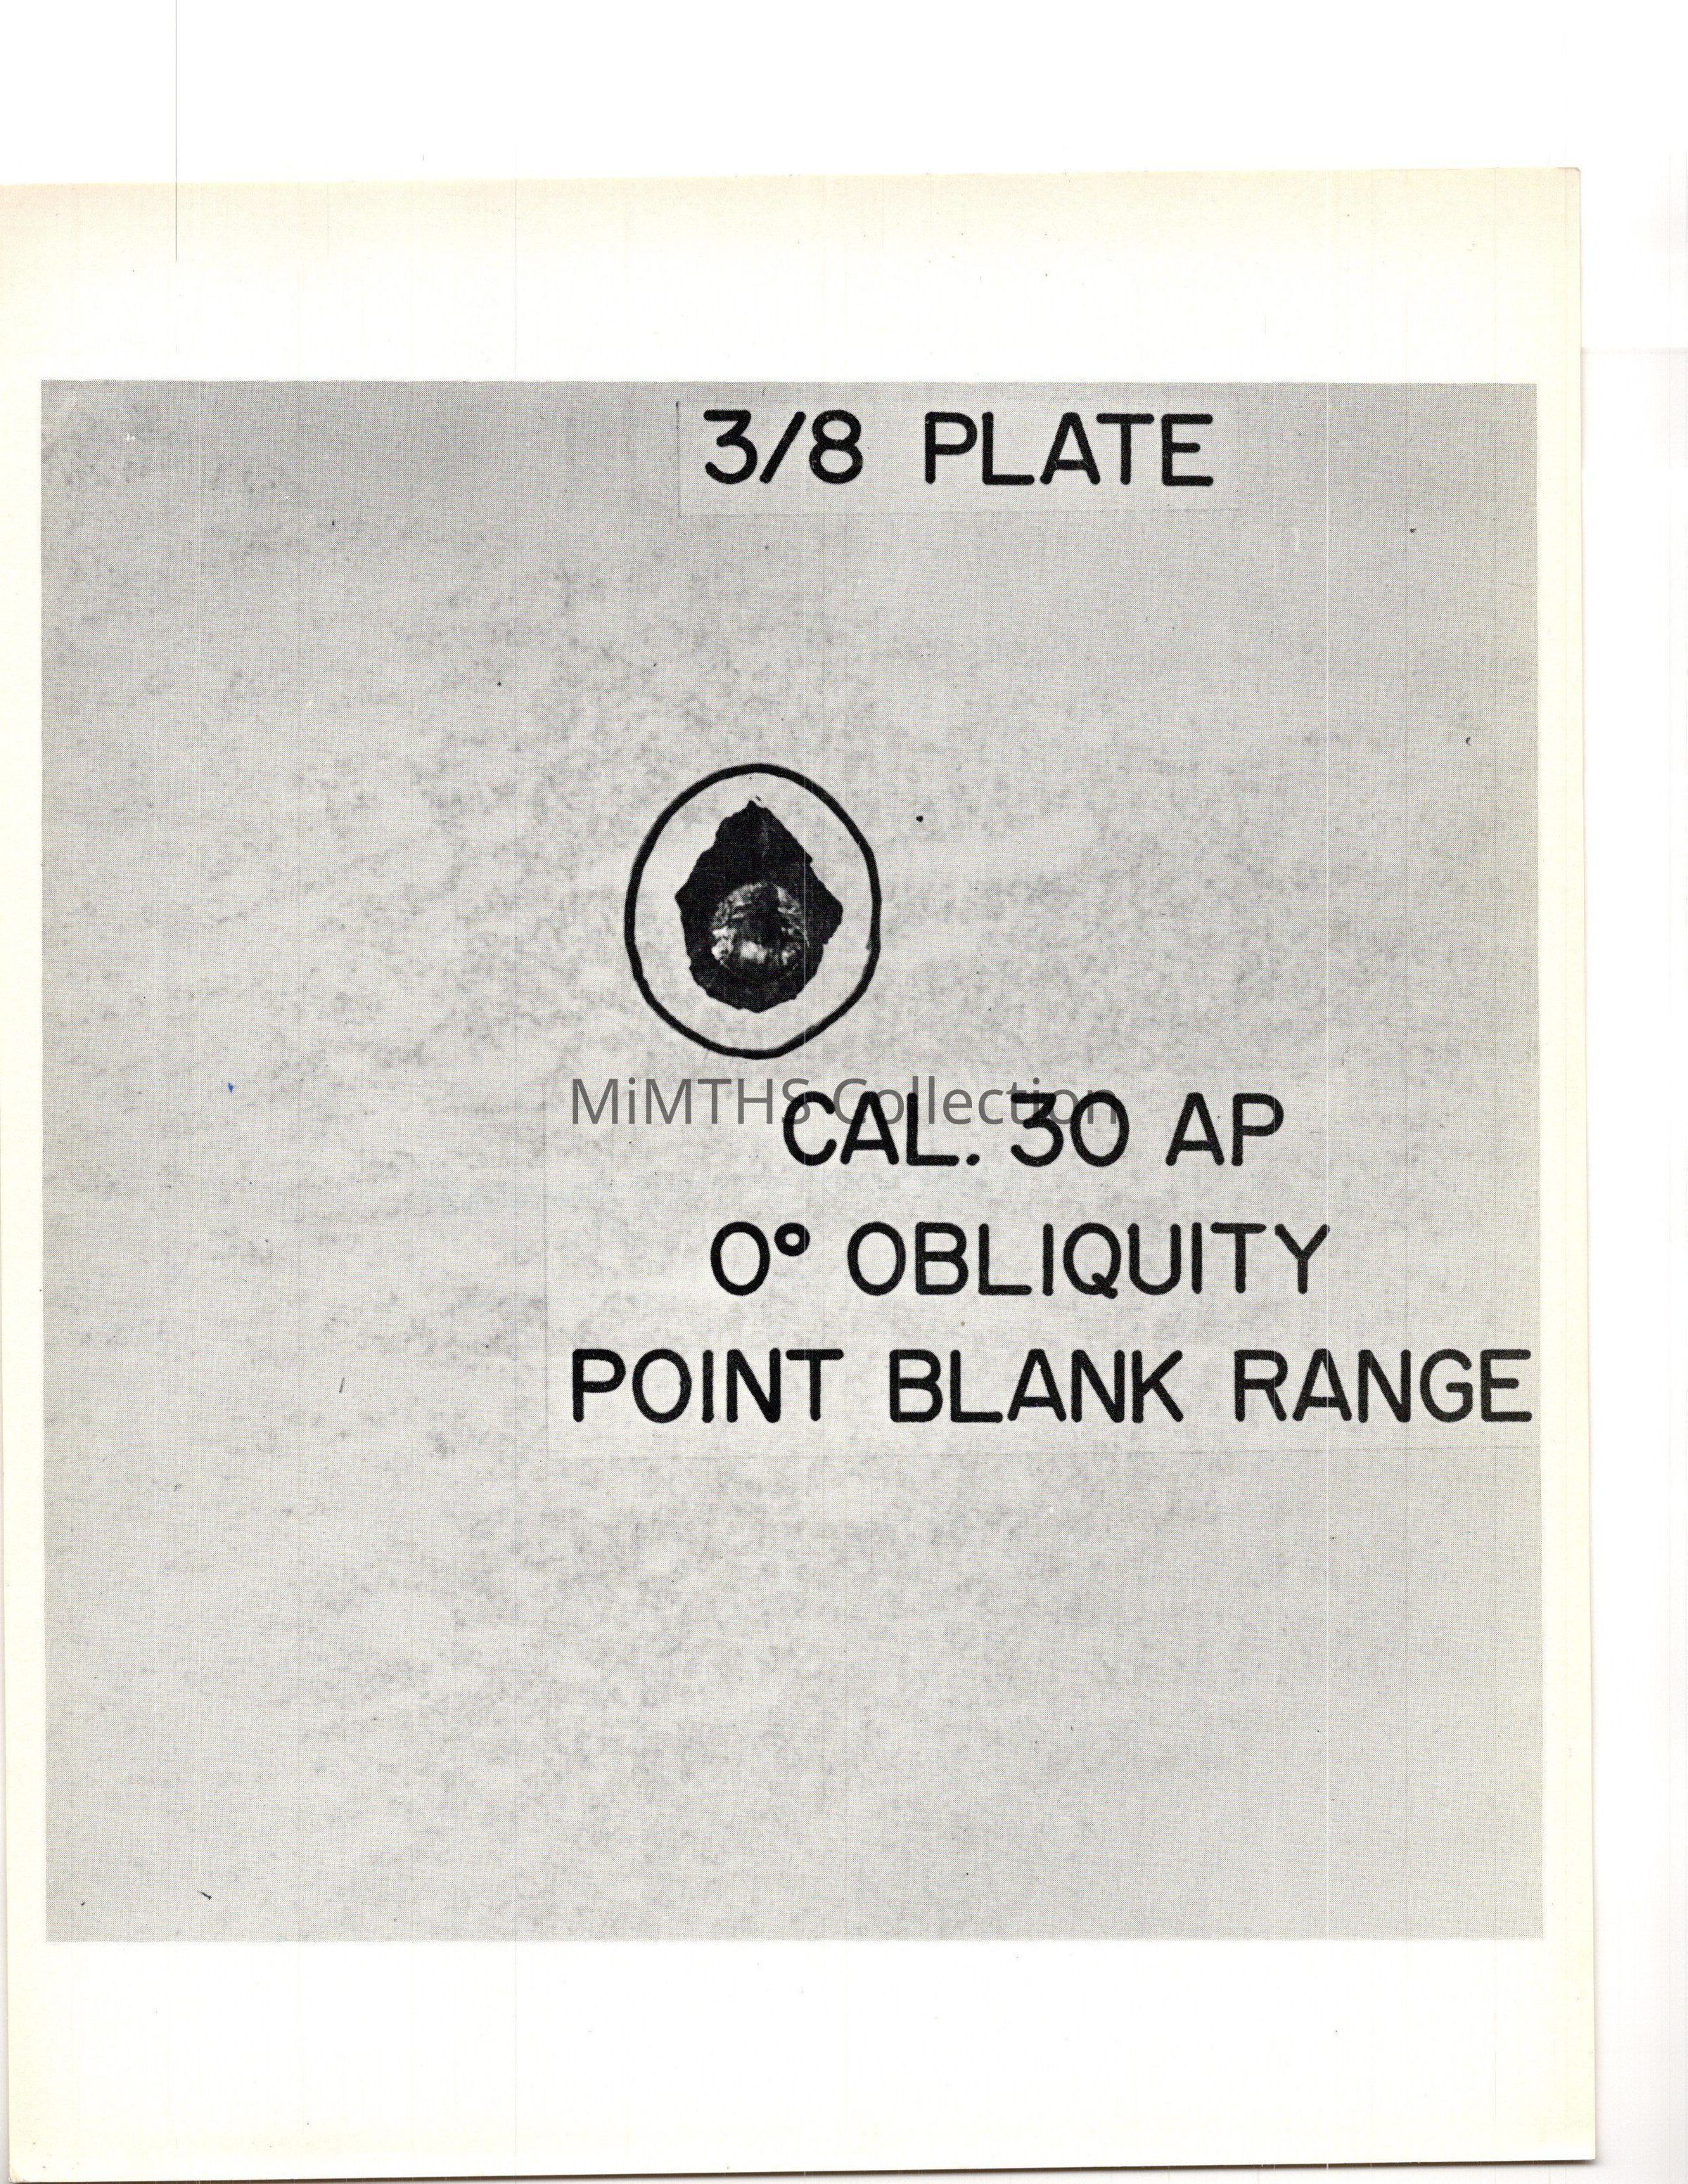 3/8 PLATE
MiMTHS Collection
CAL. 30 AP
0° OBLIQUITY
POINT BLANK RANGE